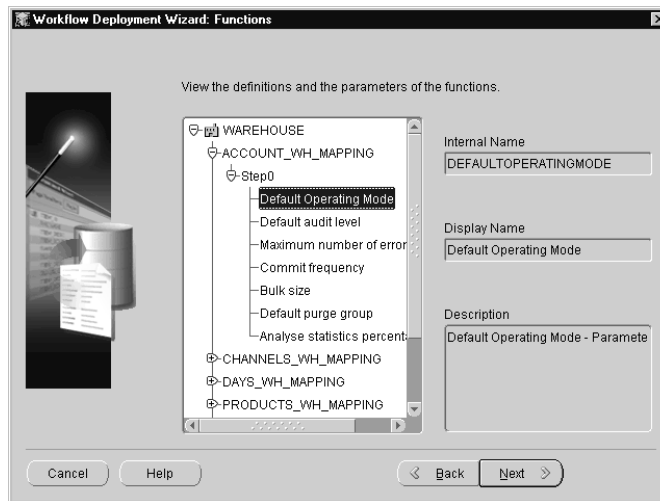 Workflow Deployment Wizard: Functions
View the definitions and the parameters of the functions.
WAREHOUSE
ACCOUNT_WH_MAPPING
Step0
Default Operating Mode
Default audit level
Maximum number of error
Commit frequency
Bulk size
Default purge group
Analyse statistics percenta
CHANNELS_WH_MAPPING
DAYS_WH_MAPPING
PRODUCTS_WH_MAPPING
Internal Name
DEFAULTOPERATINGMODE
Display Name
Default Operating Mode
Description
Default Operating Mode - Paramete
Cancel
Help
Back
Next